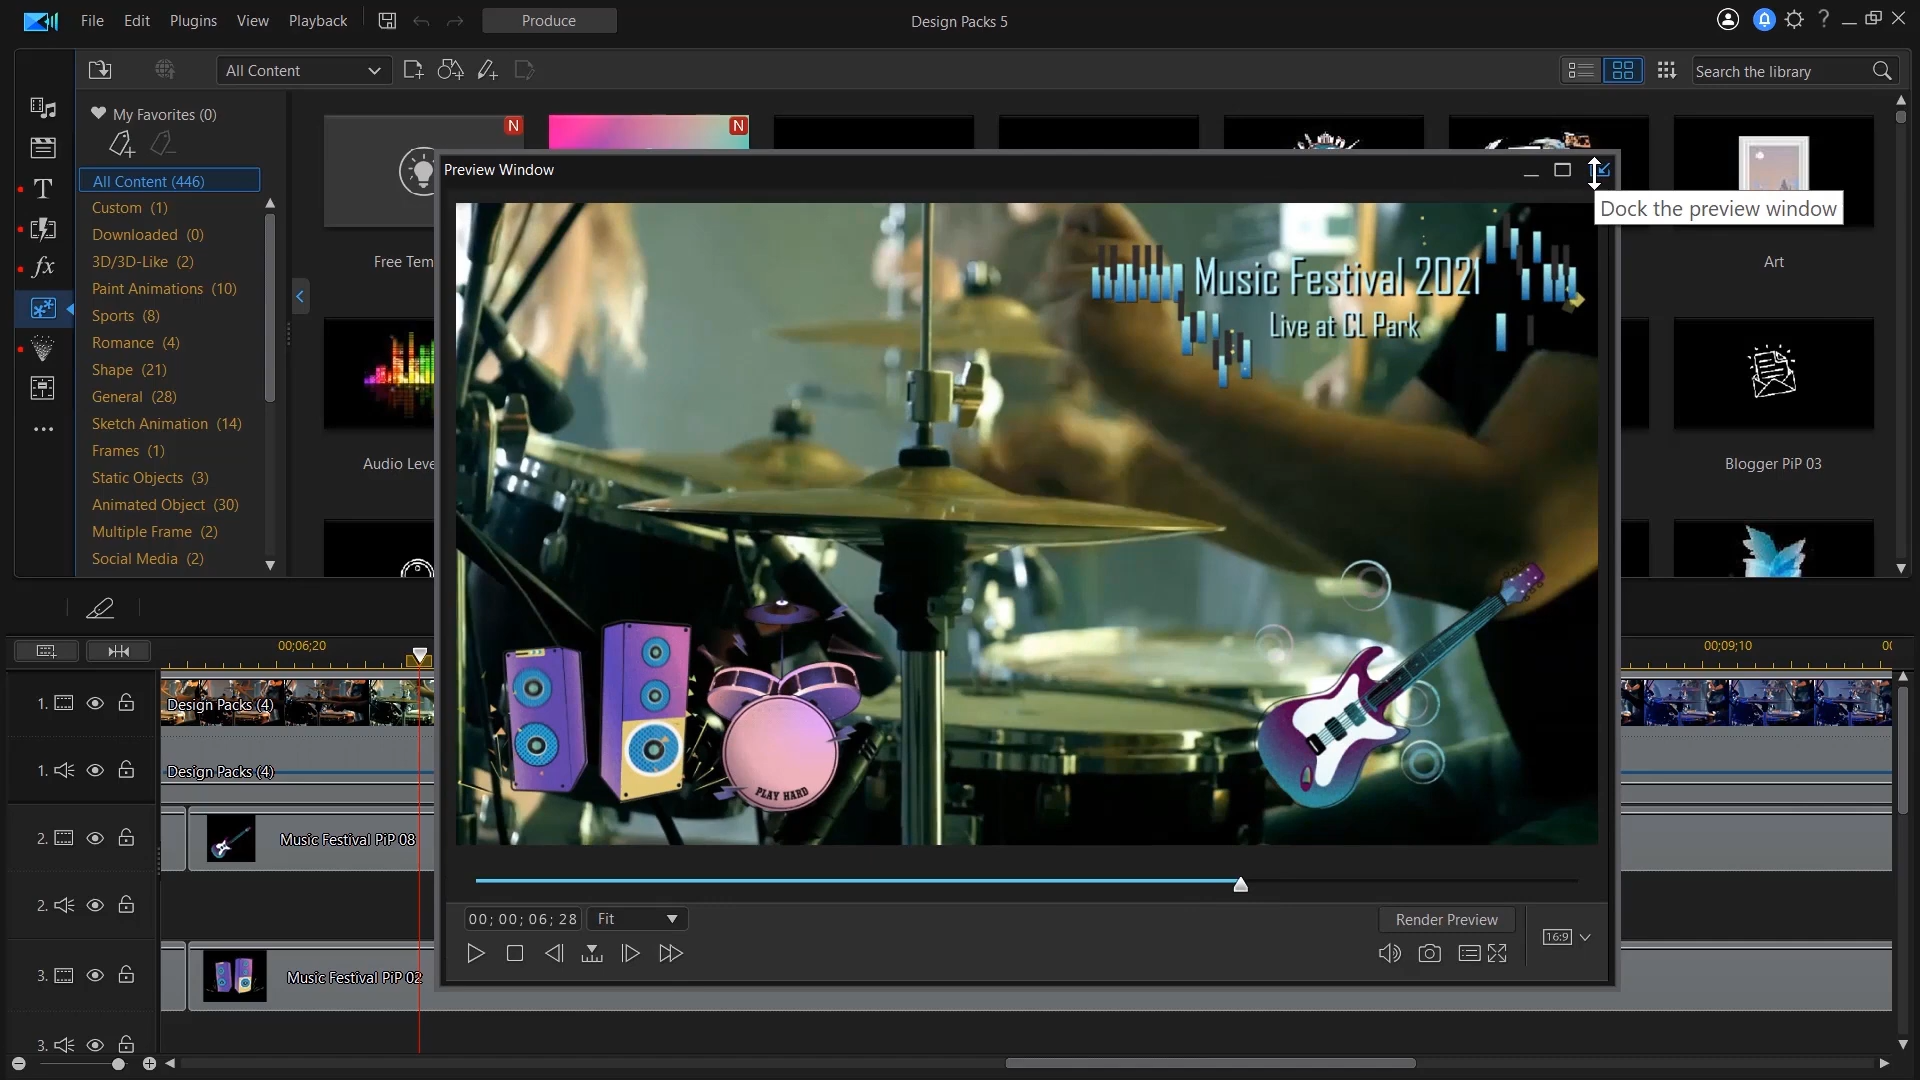 File Edit Plugins View Playback Produce Design Packs 5
All Content Search the library
My Favorites (0)
All Content (446)
Custom (1)
Downloaded (0)
3D/3D-Like (2)
Paint Animations (10)
Sports (8)
Romance (4)
Shape (21)
General (28)
Sketch Animation (14)
Frames (1)
Static Objects (3)
Animated Object (30)
Multiple Frame (2)
Social Media (2)
N
N
Free Tem
Audio Leve
Art
Blogger PiP 03
Preview Window
Dock the preview window
Music Festival 2021
Live at CL Park
PLAY HARD
00; 00; 06; 28 Fit Render Preview
16:9
00;06;20 00;09;10 00
1. Design Packs (4)
1. Design Packs (4)
2. Music Festival PiP 08
2.
3. Music Festival PiP 02
3.